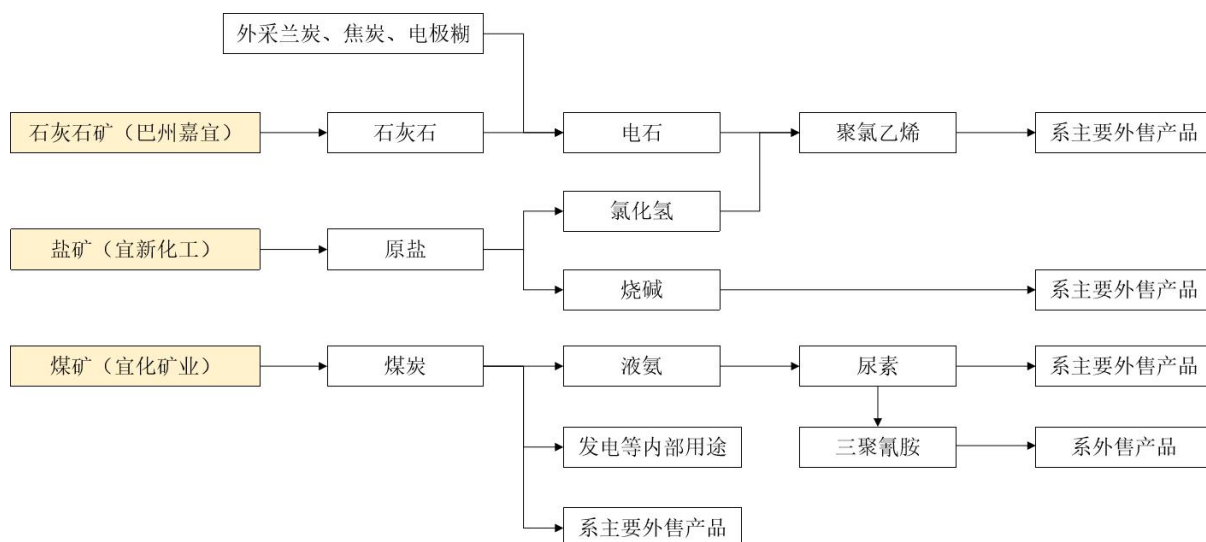 外采兰炭、焦炭、电极糊
石灰石矿（巴州嘉宜）
石灰石
电石
聚氯乙烯
系主要外售产品
氯化氢
盐矿（宜新化工）
原盐
烧碱
系主要外售产品
煤矿（宜化矿业）
煤炭
液氨
尿素
系主要外售产品
发电等内部用途
三聚氰胺
系外售产品
系主要外售产品